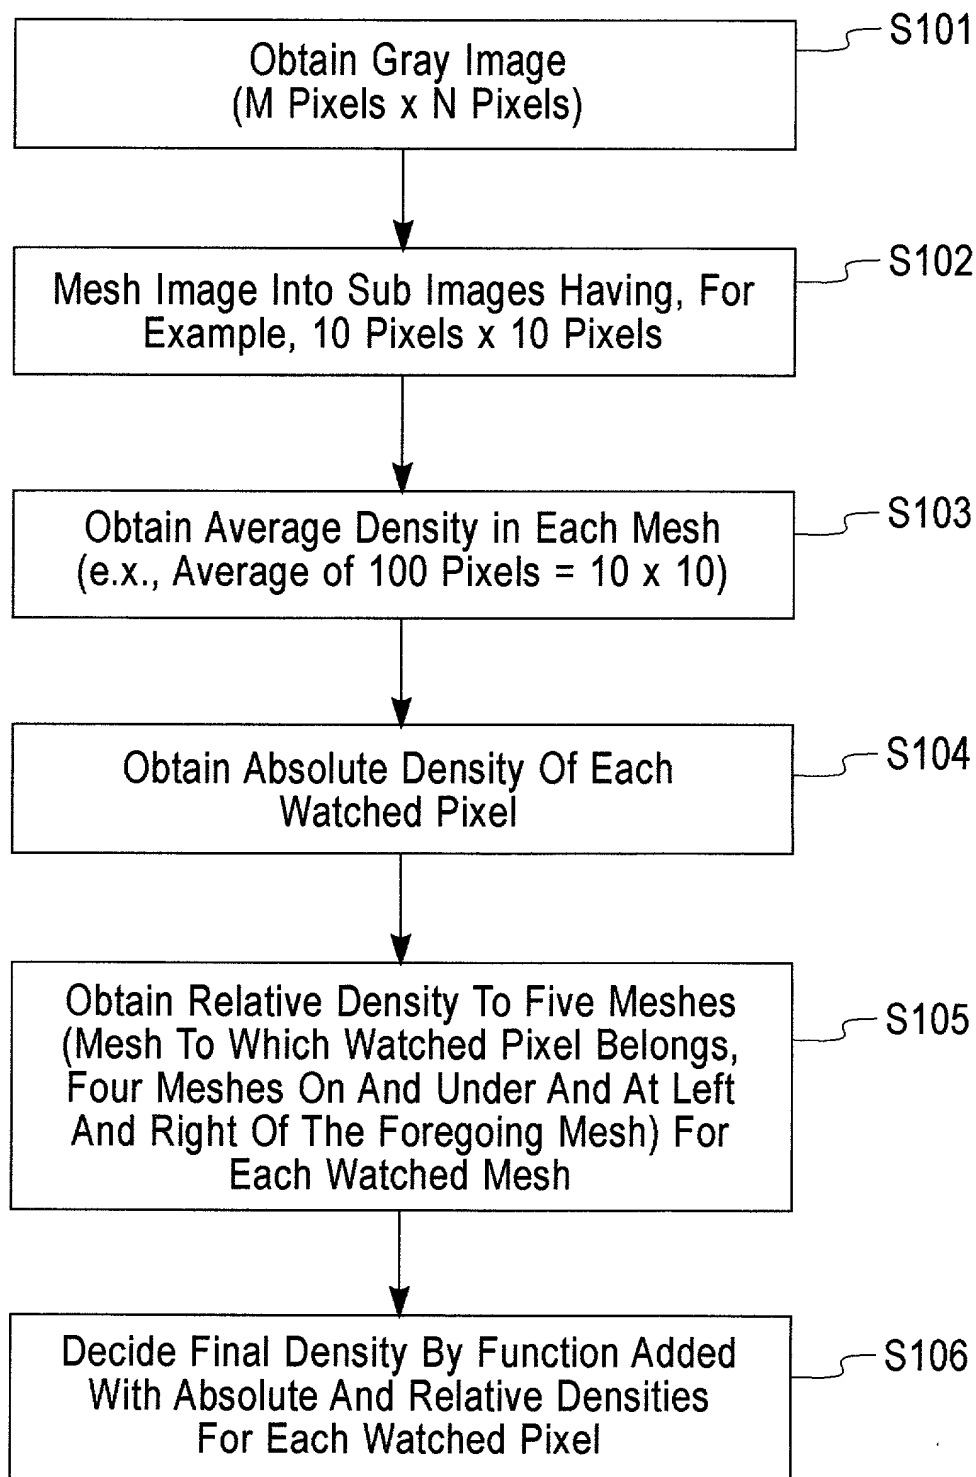 S101
Obtain Gray Image
(M Pixels x N Pixels)
S102
Mesh Image Into Sub Images Having, For
Example, 10 Pixels x 10 Pixels
S103
Obtain Average Density in Each Mesh
(e.x., Average of 100 Pixels = 10 x 10)
S104
Obtain Absolute Density Of Each
Watched Pixel
S105
Obtain Relative Density To Five Meshes
(Mesh To Which Watched Pixel Belongs,
Four Meshes On And Under And At Left
And Right Of The Foregoing Mesh) For
Each Watched Mesh
S106
Decide Final Density By Function Added
With Absolute And Relative Densities
For Each Watched Pixel